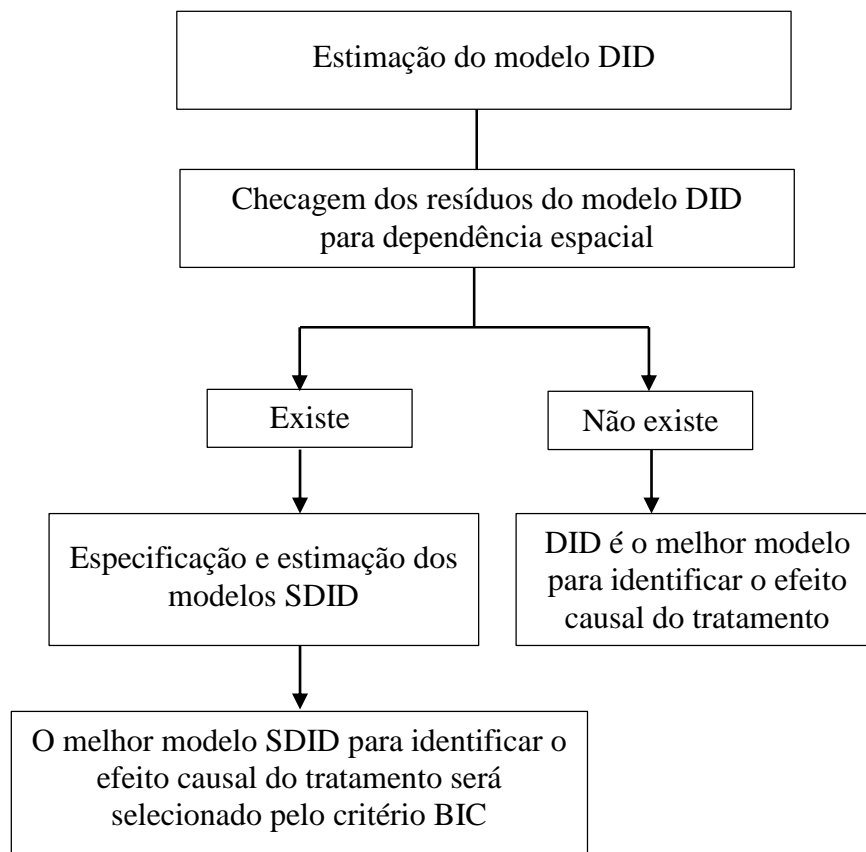 Estimação do modelo DID
Checagem dos resíduos do modelo DID
para dependência espacial
Existe
Não existe
Especificação e estimação dos
modelos SDID
DID é o melhor modelo
para identificar o efeito
causal do tratamento
O melhor modelo SDID para identificar o
efeito causal do tratamento será
selecionado pelo critério BIC